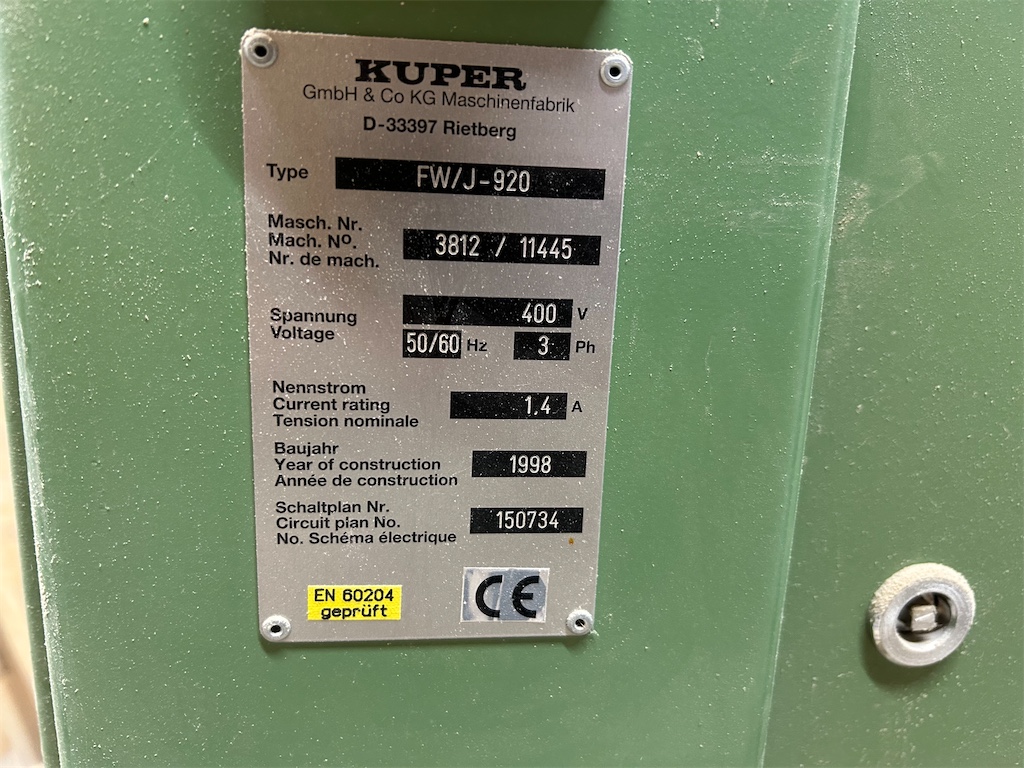 KUPER
GmbH & Co KG Maschinenfabrik
D-33397 Rietberg
Type FW/J-920
Masch. Nr.
Mach. Nº. 3812 / 11445
Nr. de mach.
Spannung 400 V
Voltage 50/60 Hz 3 Ph
Nennstrom
Current rating 1,4 A
Tension nominale
Baujahr
Year of construction 1998
Année de construction
Schaltplan Nr.
Circuit plan No. 150734
No. Schéma électrique
EN 60204
geprüft
CE